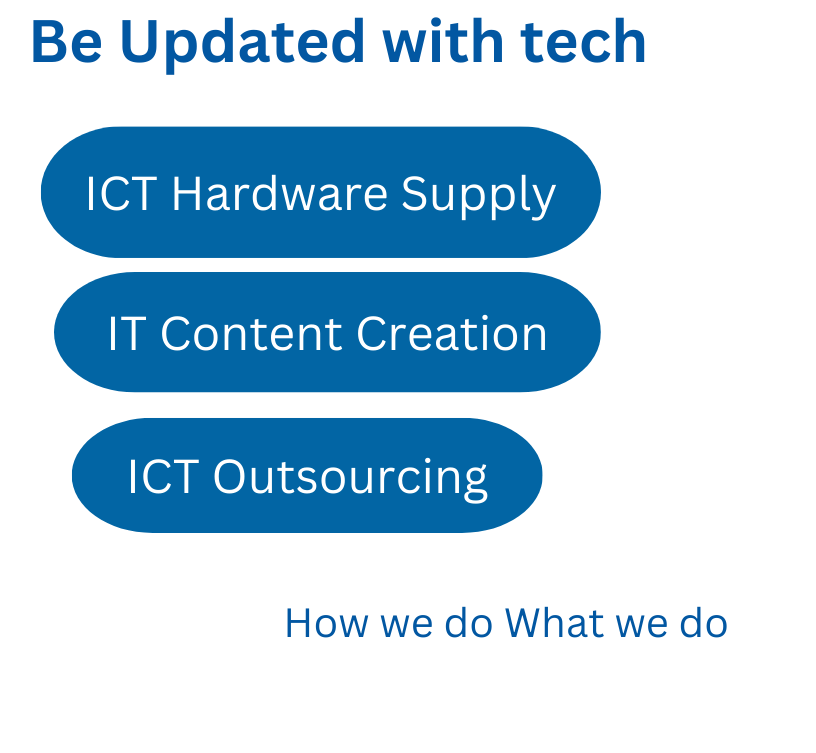 Be Updated with tech
ICT Hardware Supply
IT Content Creation
ICT Outsourcing
How we do What we do